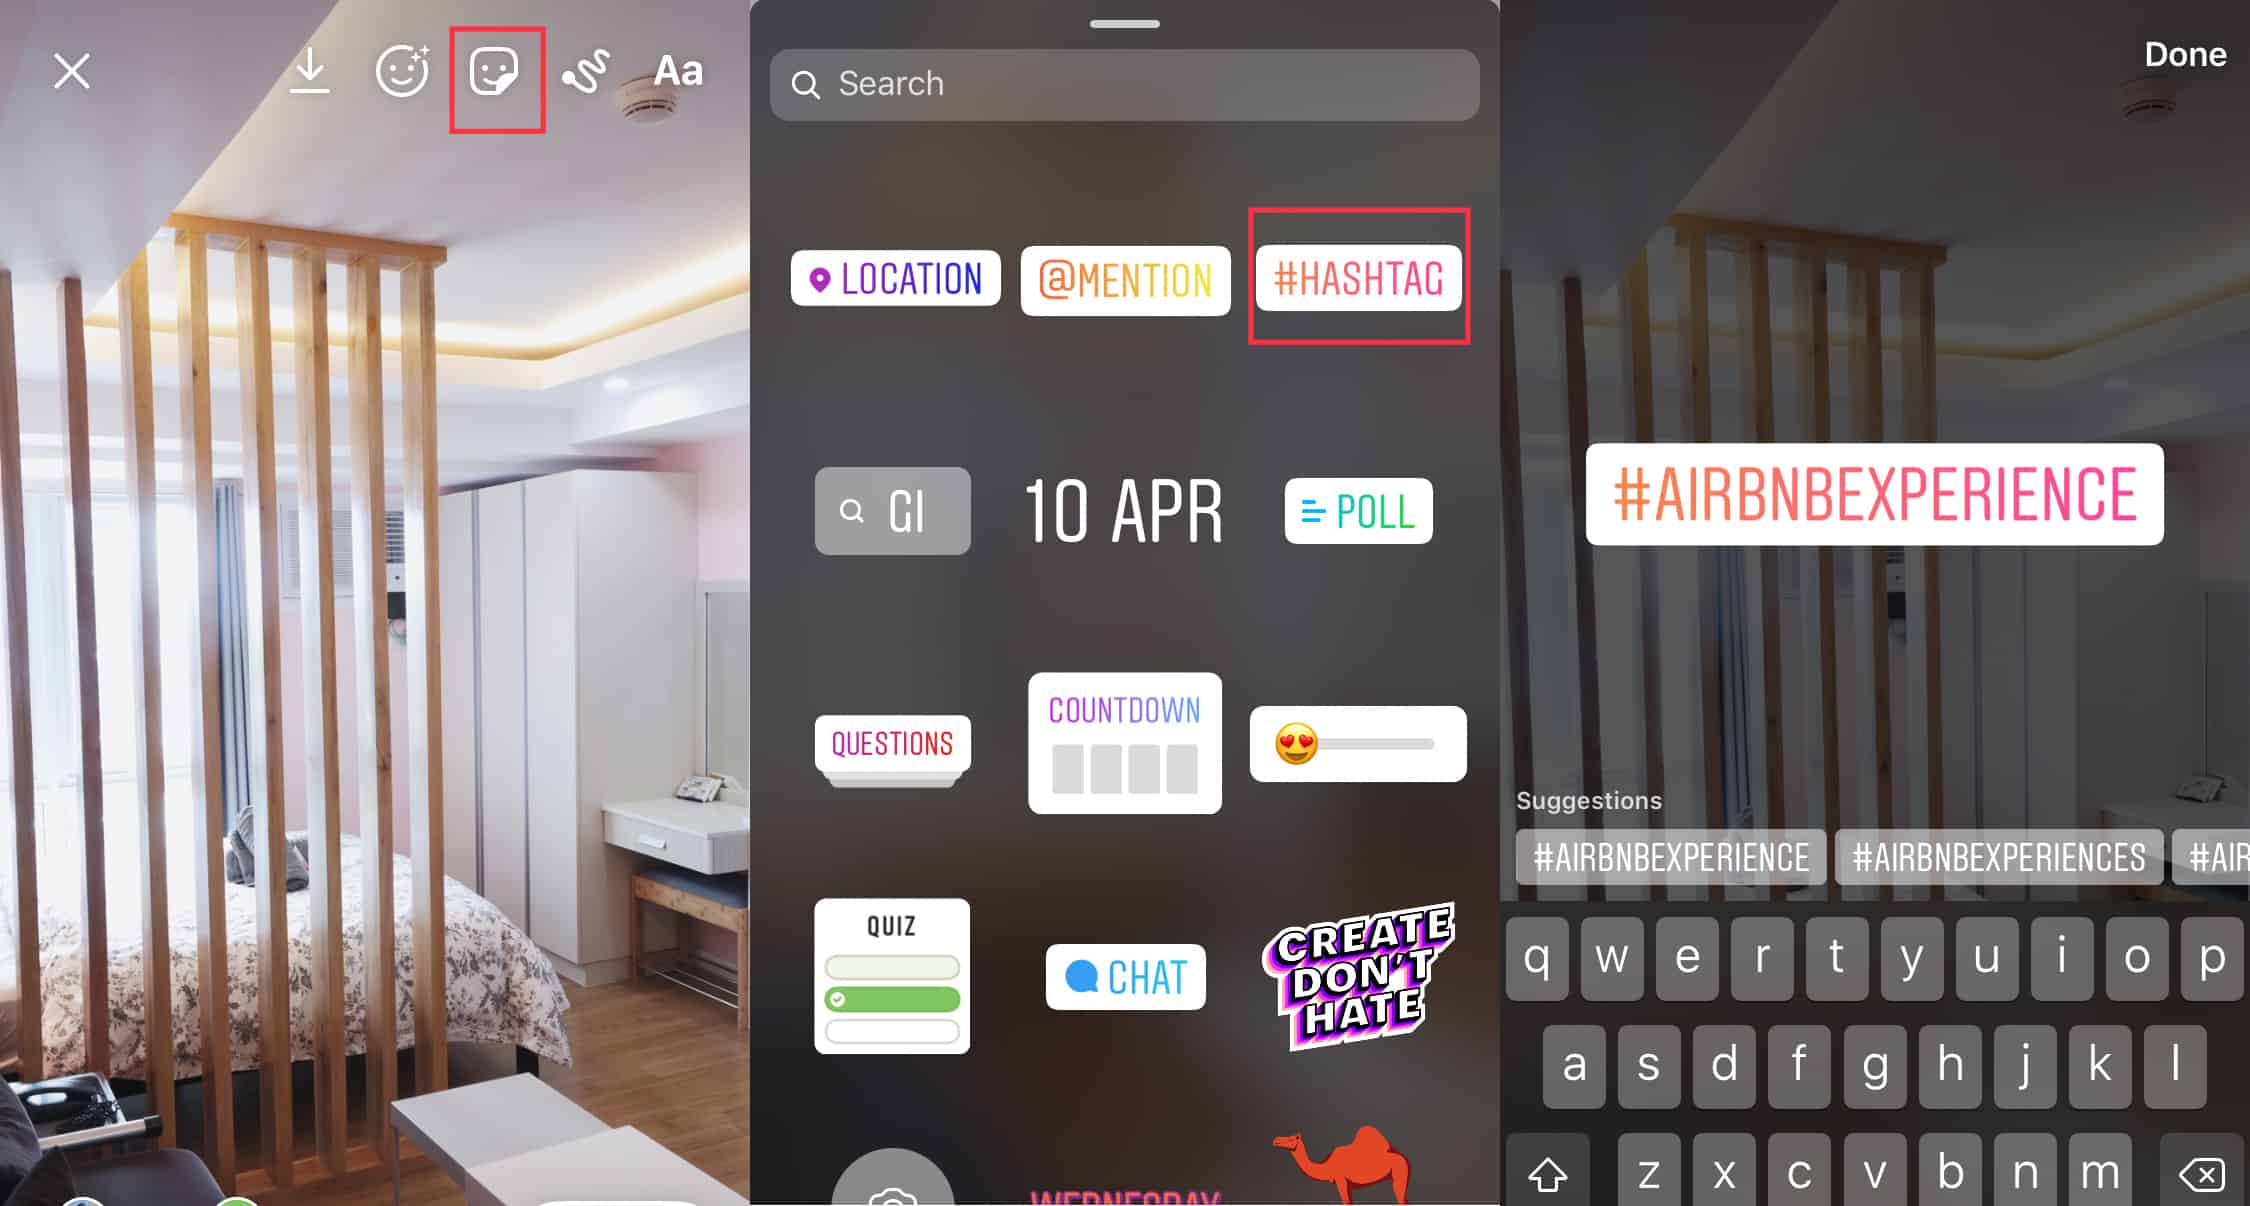 Aa
Search
LOCATION
@MENTION
#HASHTAG
GI
10 APR
POLL
QUESTIONS
COUNTDOWN
QUIZ
CHAT
CREATE
DON'T
HATE
WEDNESDAY
Done
#AIRBNBEXPERIENCE
Suggestions
#AIRBNBEXPERIENCE #AIRBNBEXPERIENCES #AIR
q w e r t y u i o p
a s d f g h j k l
z x c v b n m